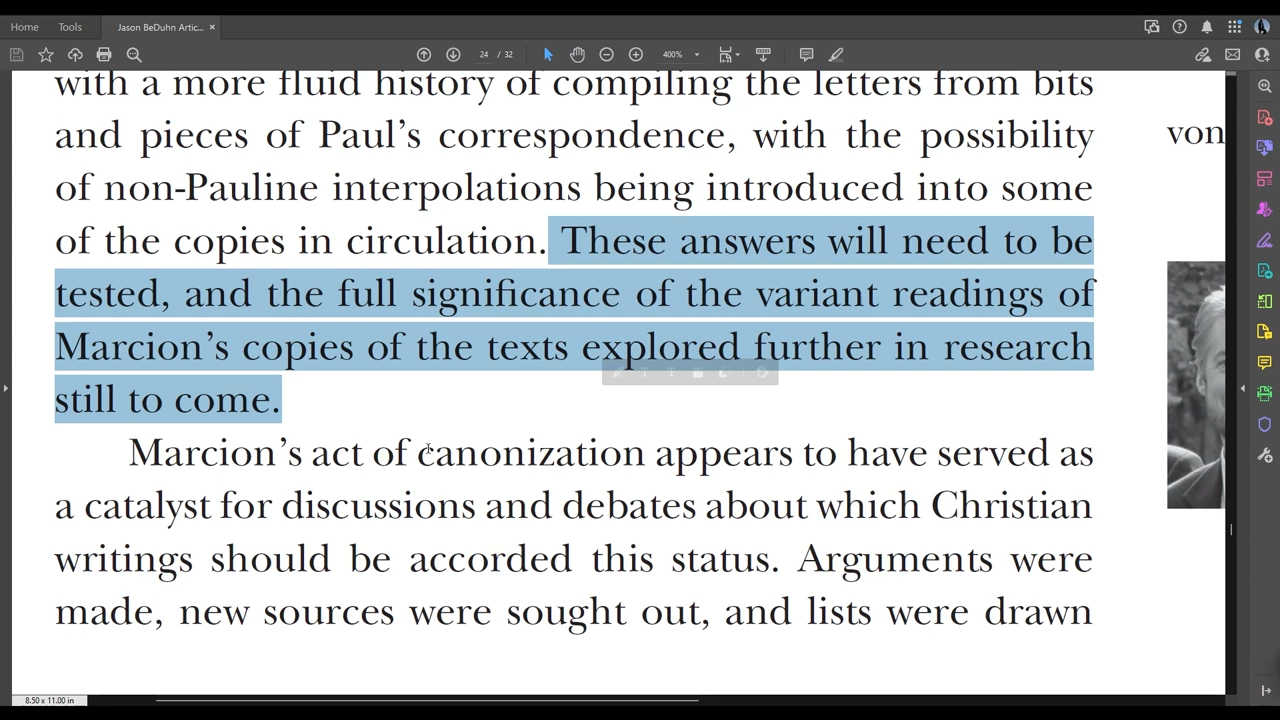 Home Tools Jason BeDuhn Artic... ×
24 / 32 400%
with a more fluid history of compiling the letters from bits
and pieces of Paul's correspondence, with the possibility
of non-Pauline interpolations being introduced into some
of the copies in circulation. These answers will need to be
tested, and the full significance of the variant readings of
Marcion's copies of the texts explored further in research
still to come.
Marcion's act of canonization appears to have served as
a catalyst for discussions and debates about which Christian
writings should be accorded this status. Arguments were
made, new sources were sought out, and lists were drawn
von
8.50 x 11.00 in